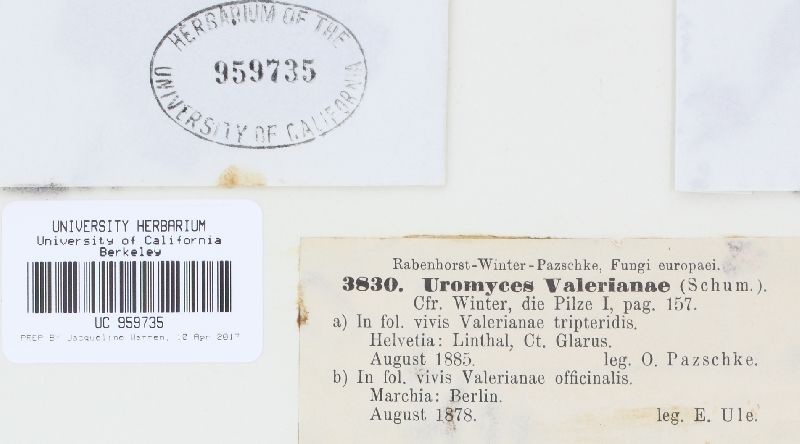 HERBARIUM OF THE
959735
UNIVERSITY OF CALIFORNIA
UNIVERSITY HERBARIUM
University of California
Berkeley
UC 959735
PREP BY Jacqueline Warren, 10 Apr 2017
Rabenhorst-Winter-Pazschke, Fungi europaei.
3830. Uromyces Valerianae (Schum.).
Cfr. Winter, die Pilze I, pag. 157.
a) In fol. vivis Valerianae tripteridis.
Helvetia: Linthal, Ct. Glarus.
August 1885. leg. O. Pazschke.
b) In fol. vivis Valerianae officinalis.
Marchia: Berlin.
August 1878. leg. E. Ule.